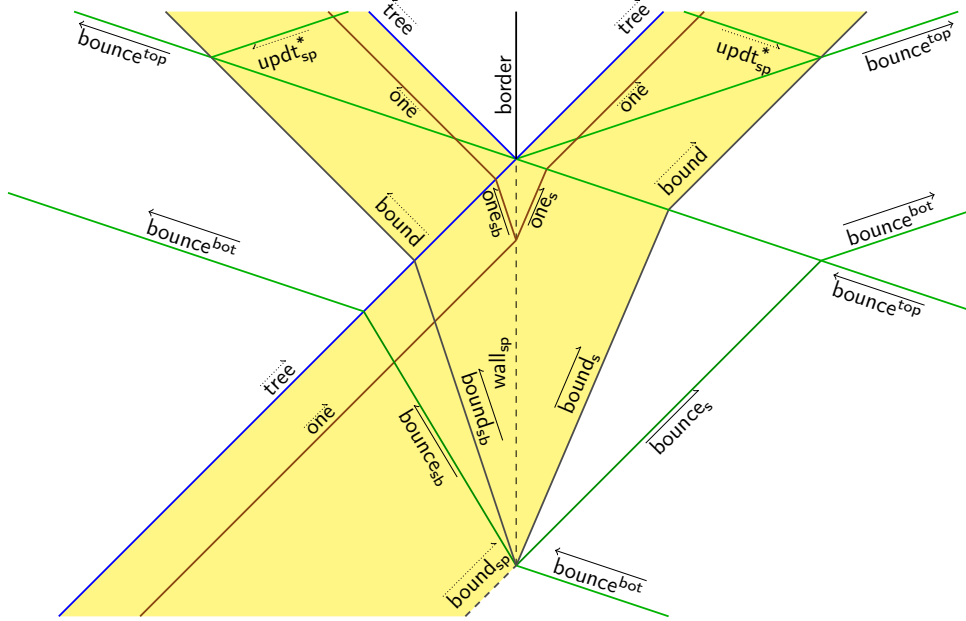 tree
tree
bounce^top
updt*_sp
border
updt*_sp
bounce^top
one
one
bound
bound
one_sb
one_s
bounce^bot
bounce^bot
bounce^top
wall_sp
tree
bound_s
bound_sb
one
bounce_sb
bounce_s
bound_sp
bounce^bot